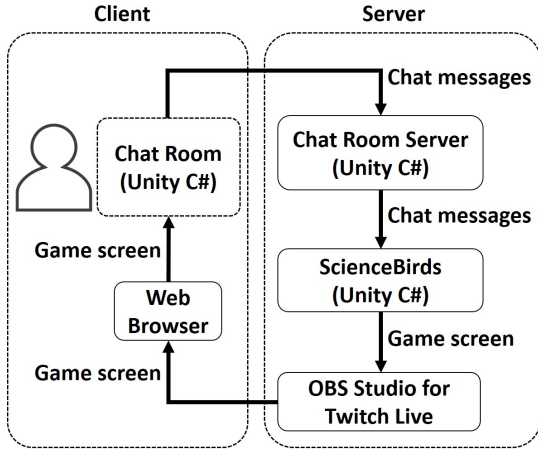 Client
Server
Chat messages
Chat Room
(Unity C#)
Chat Room Server
(Unity C#)
Chat messages
Game screen
ScienceBirds
(Unity C#)
Web
Browser
Game screen
Game screen
OBS Studio for
Twitch Live